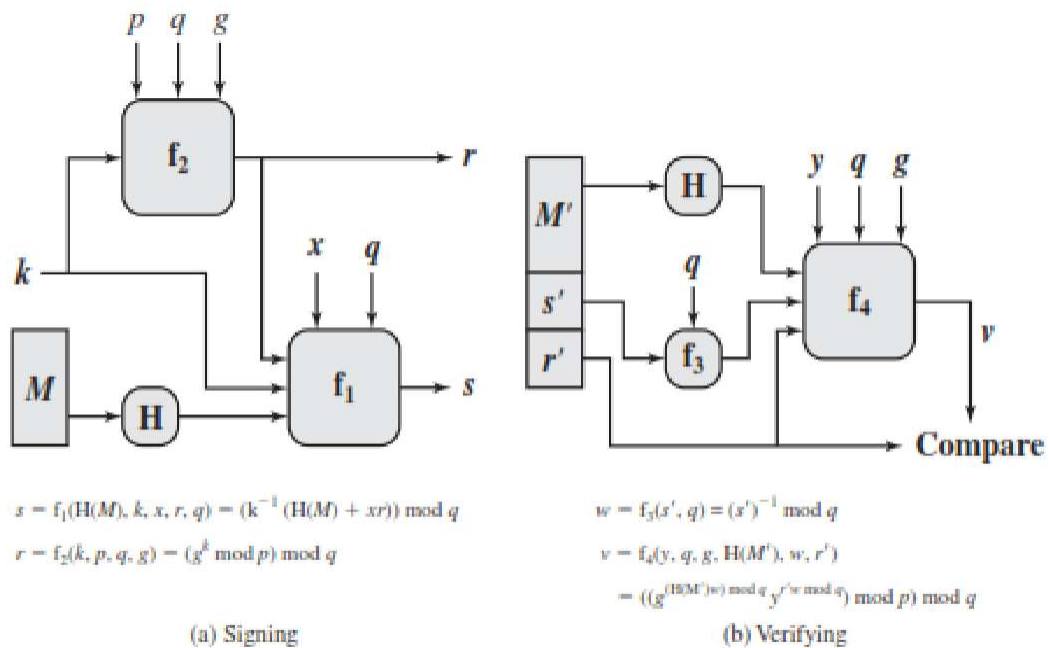 p q g
f₂
r
k
x q
M
H
f₁
s
s = f₁(H(M), k, x, r, q) = (k⁻¹ (H(M) + xr)) mod q
r = f₂(k, p, q, g) = (gᵏ mod p) mod q
(a) Signing
y q g
M'
H
q
s'
f₃
f₄
r'
v
Compare
w = f₃(s', q) = (s')⁻¹ mod q
v = f₄(y, q, g, H(M'), w, r')
= ((g^(H(M')w) mod q y^r'w mod q) mod p) mod q
(b) Verifying